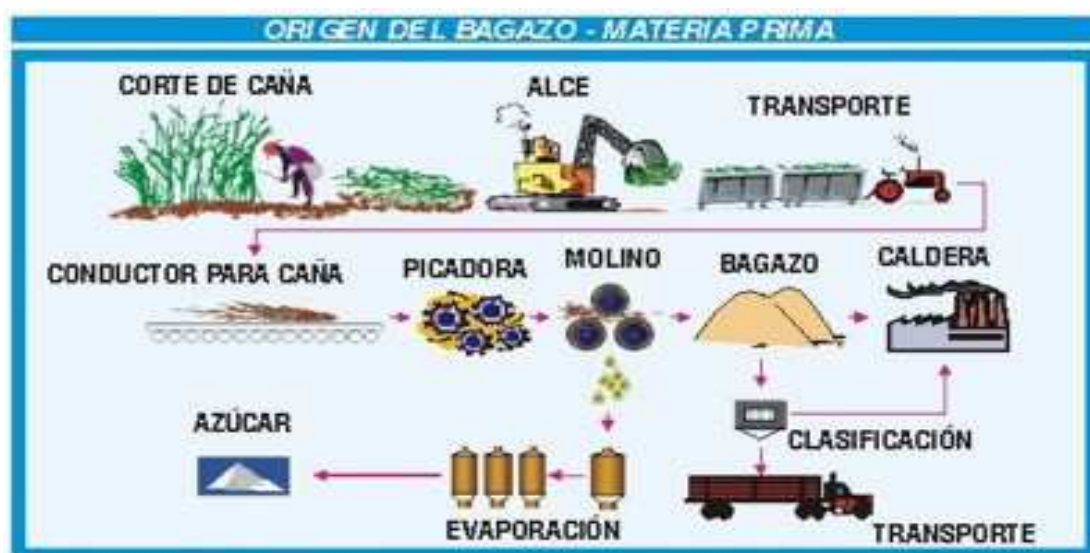 ORIGEN DEL BAGAZO - MATERIA PRIMA
CORTE DE CAÑA
ALCE
TRANSPORTE
CONDUCTOR PARA CAÑA
PICADORA
MOLINO
BAGAZO
CALDERA
AZÚCAR
CLASIFICACIÓN
EVAPORACIÓN
TRANSPORTE